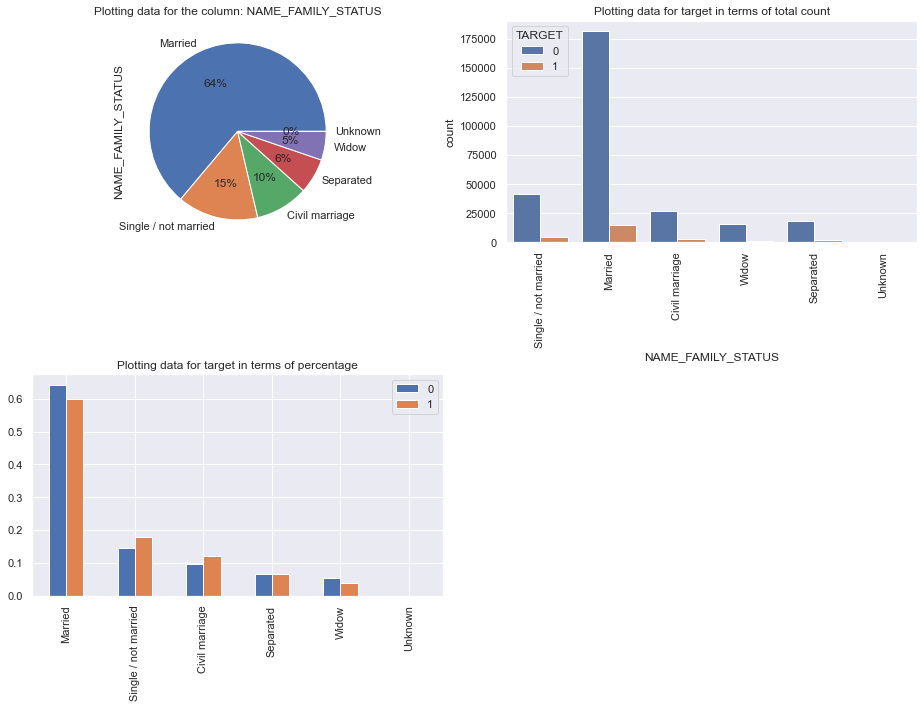 Plotting data for the column: NAME_FAMILY_STATUS
NAME_FAMILY_STATUS
Married
64%
0%
Unknown
5%
Widow
6%
Separated
10%
Civil marriage
15%
Single / not married
Plotting data for target in terms of total count
TARGET
0
1
count
175000
150000
125000
100000
75000
50000
25000
0
Single / not married
Married
Civil marriage
Widow
Separated
Unknown
NAME_FAMILY_STATUS
Plotting data for target in terms of percentage
0
1
0.6
0.5
0.4
0.3
0.2
0.1
0.0
Married
Single / not married
Civil marriage
Separated
Widow
Unknown